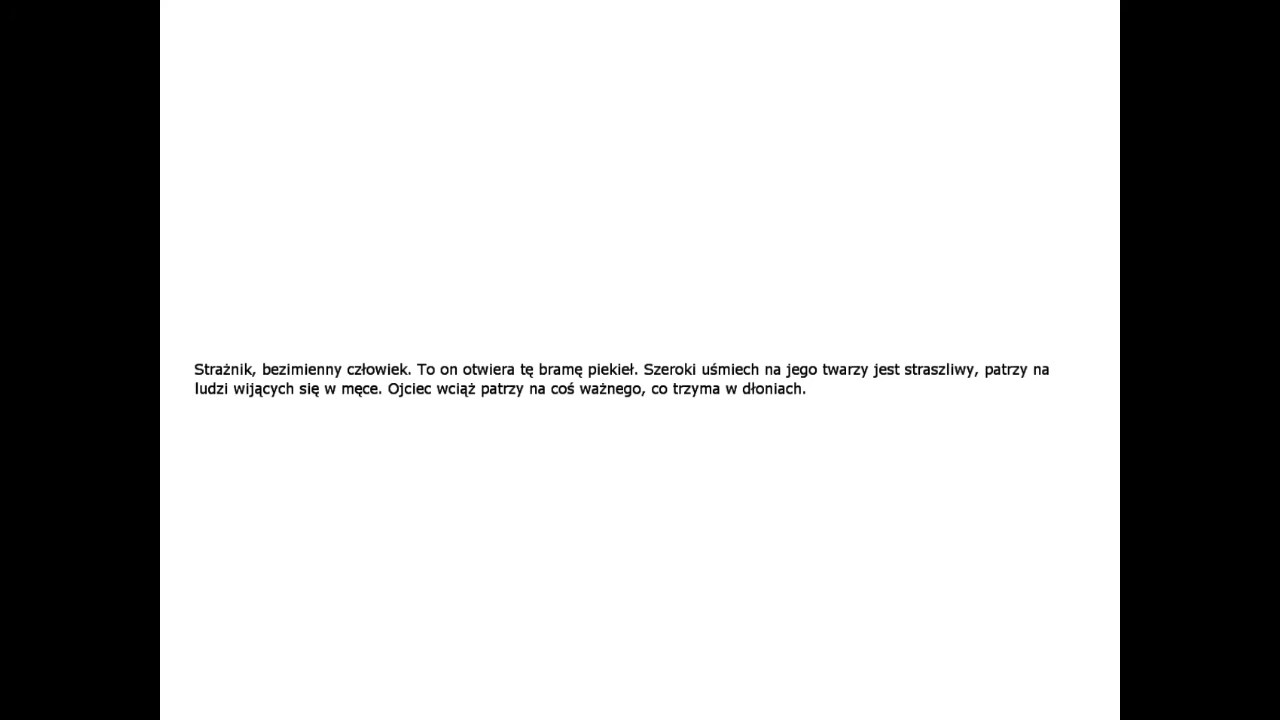 Strażnik, bezimienny człowiek. To on otwiera tę bramę piekieł. Szeroki uśmiech na jego twarzy jest straszliwy, patrzy na
ludzi wijących się w męce. Ojciec wciąż patrzy na coś ważnego, co trzyma w dłoniach.